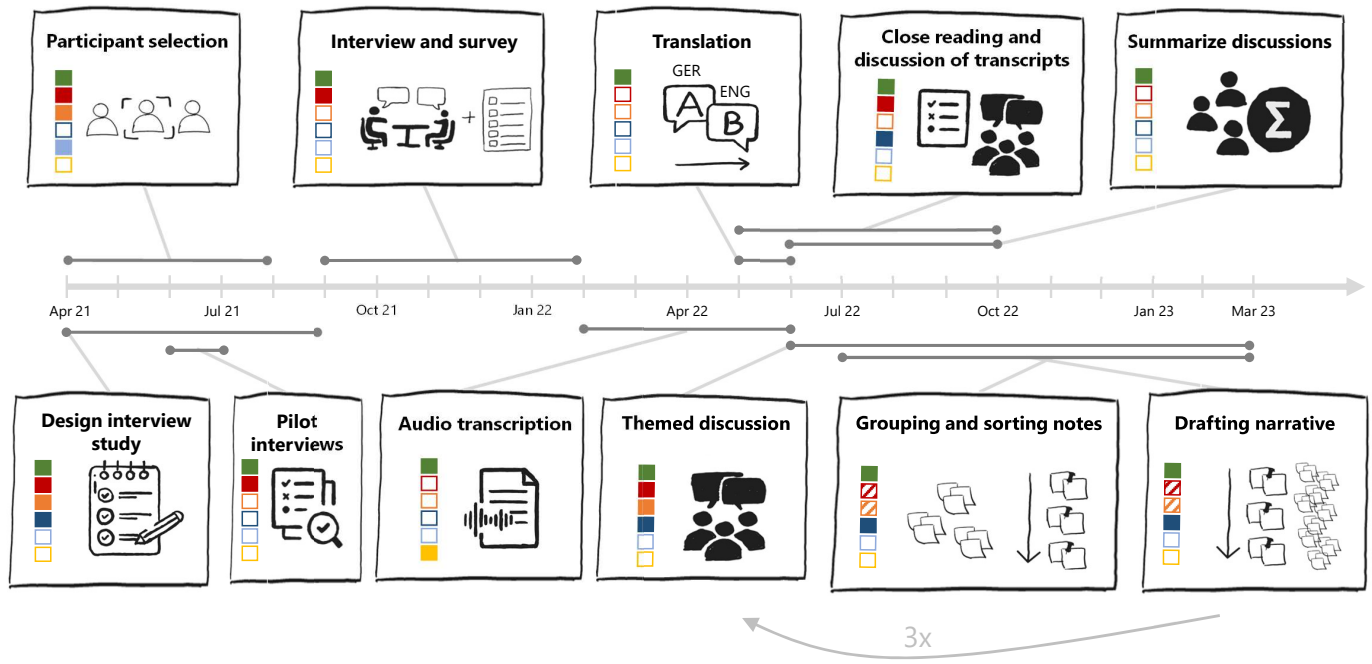 Participant selection
Interview and survey
+
Translation
GER
A
ENG
B
Close reading and
discussion of transcripts
Summarize discussions
Σ
Apr 21
Jul 21
Oct 21
Jan 22
Apr 22
Jul 22
Oct 22
Jan 23
Mar 23
Design interview
study
Pilot
interviews
Audio transcription
Themed discussion
Grouping and sorting notes
Drafting narrative
3x